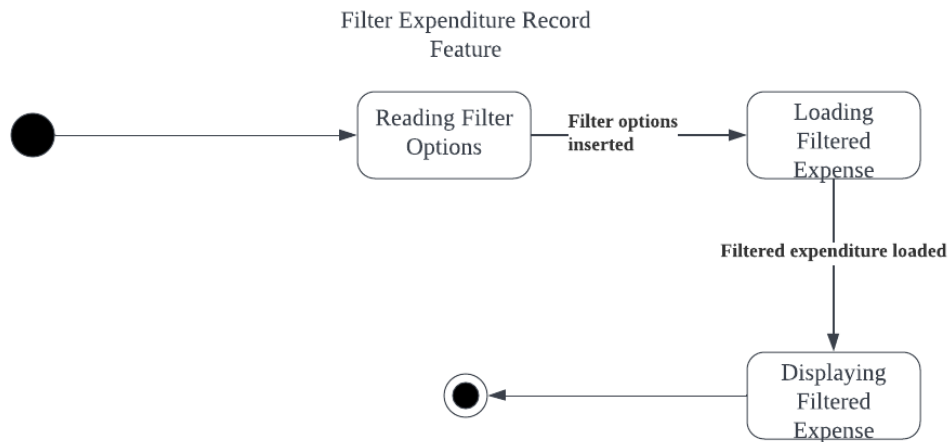 Filter Expenditure Record
Feature
Reading Filter
Options
Filter options
inserted
Loading
Filtered
Expense
Filtered expenditure loaded
Displaying
Filtered
Expense